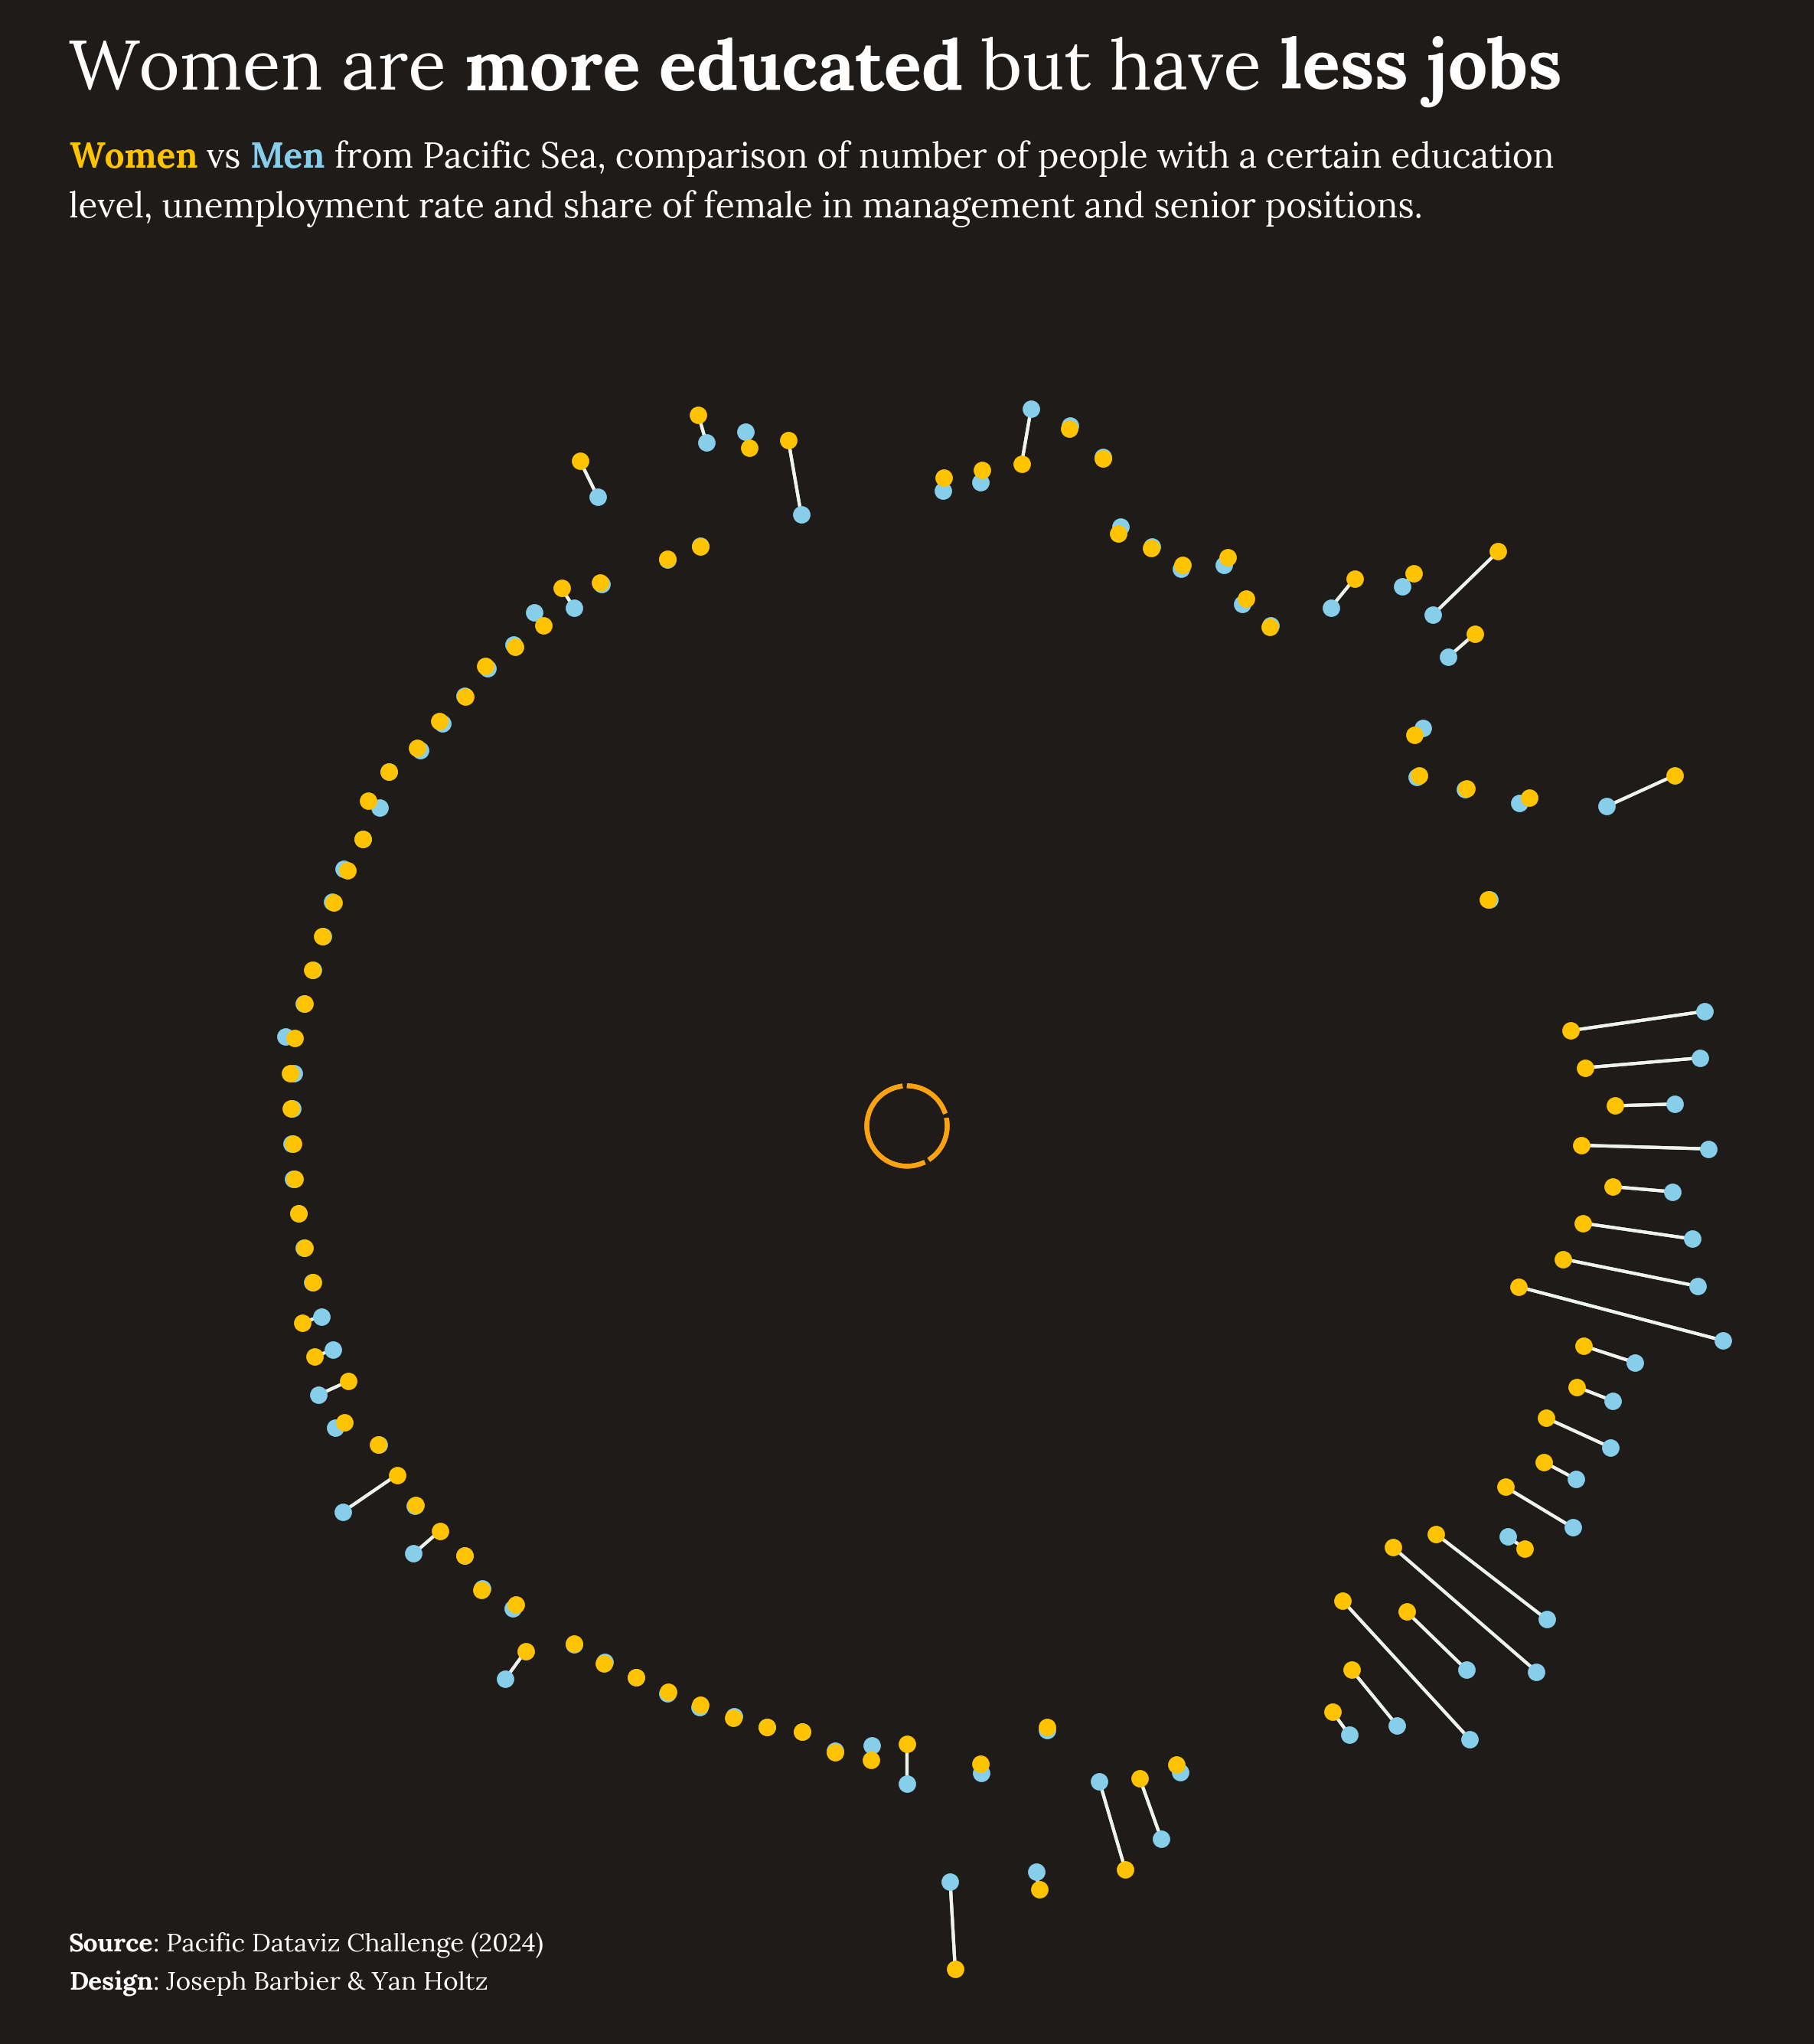 Women are more educated but have less jobs
Women vs Men from Pacific Sea, comparison of number of people with a certain education
level, unemployment rate and share of female in management and senior positions.
Source: Pacific Dataviz Challenge (2024)
Design: Joseph Barbier & Yan Holtz